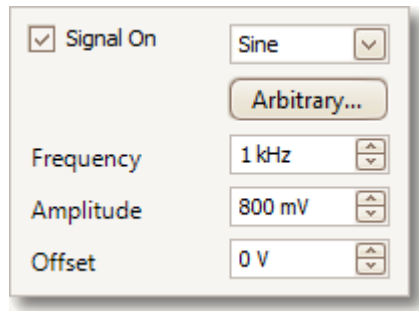 Signal On Sine
Arbitrary...
Frequency 1 kHz
Amplitude 800 mV
Offset 0 V